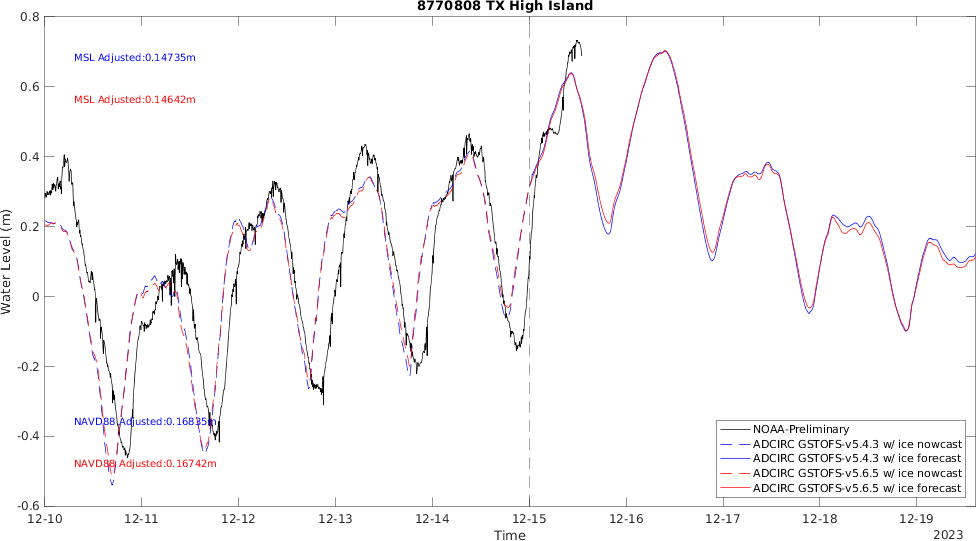 8770808 TX High Island
0.8
0.6
0.4
0.2
0
-0.2
-0.4
-0.6
Water Level (m)
MSL Adjusted:0.14735m
MSL Adjusted:0.14642m
NAVD88 Adjusted:0.16835m
NAVD88 Adjusted:0.16742m
NOAA-Preliminary
ADCIRC GSTOFS-v5.4.3 w/ ice nowcast
ADCIRC GSTOFS-v5.4.3 w/ ice forecast
ADCIRC GSTOFS-v5.6.5 w/ ice nowcast
ADCIRC GSTOFS-v5.6.5 w/ ice forecast
12-10 12-11 12-12 12-13 12-14 12-15 12-16 12-17 12-18 12-19
Time
2023